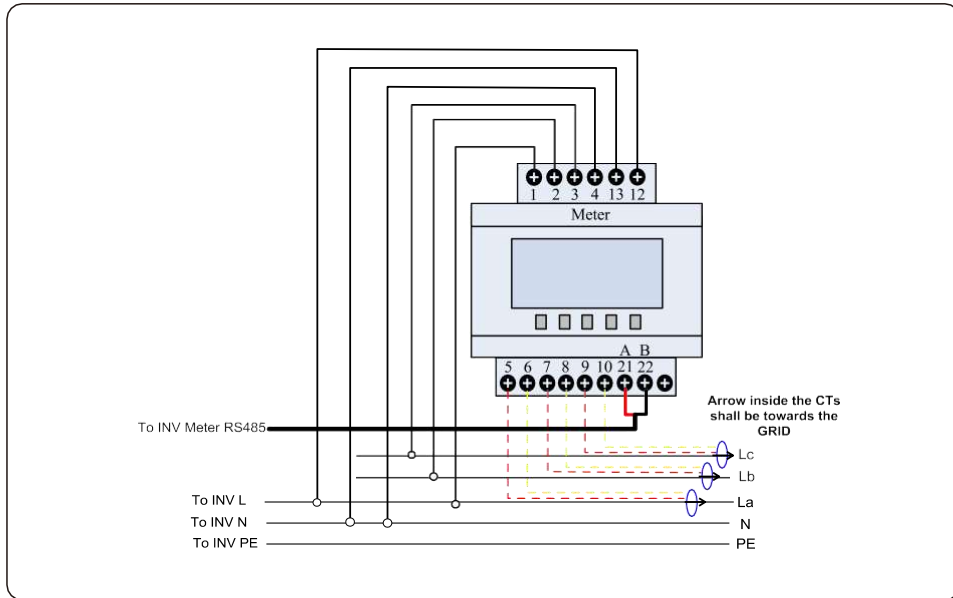 1 2 3 4 13 12
Meter
A B
5 6 7 8 9 10 21 22
Arrow inside the CTs
shall be towards the
GRID
To INV Meter RS485
Lc
Lb
To INV L
La
To INV N
N
To INV PE
PE